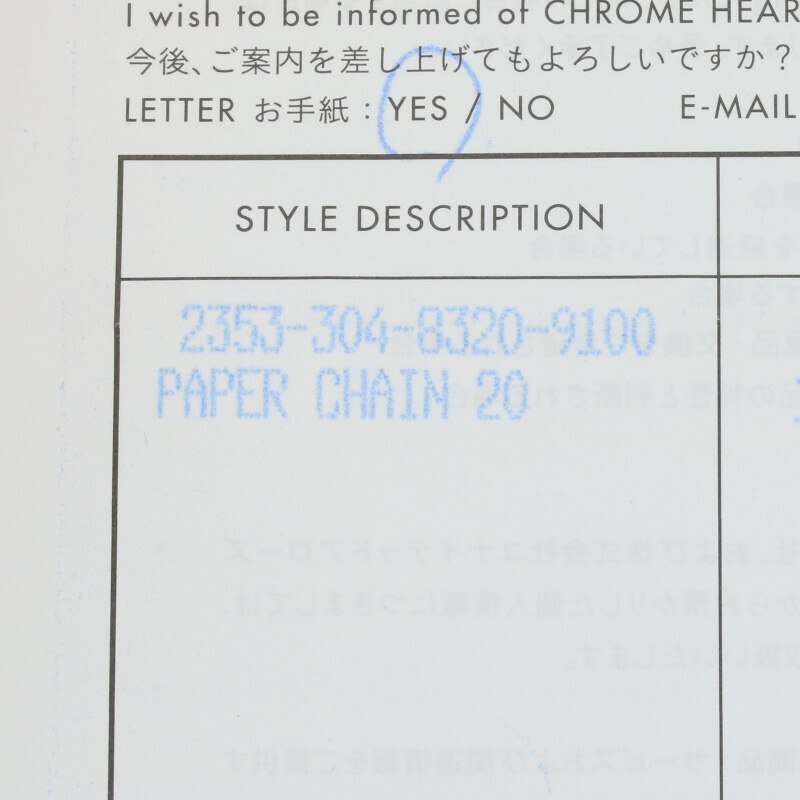 I wish to be informed of CHROME HEAR
今後、ご案内を差し上げてもよろしいですか？
LETTER お手紙 : YES / NO E-MAIL
STYLE DESCRIPTION
2353-304-8320-9100
PAPER CHAIN 20